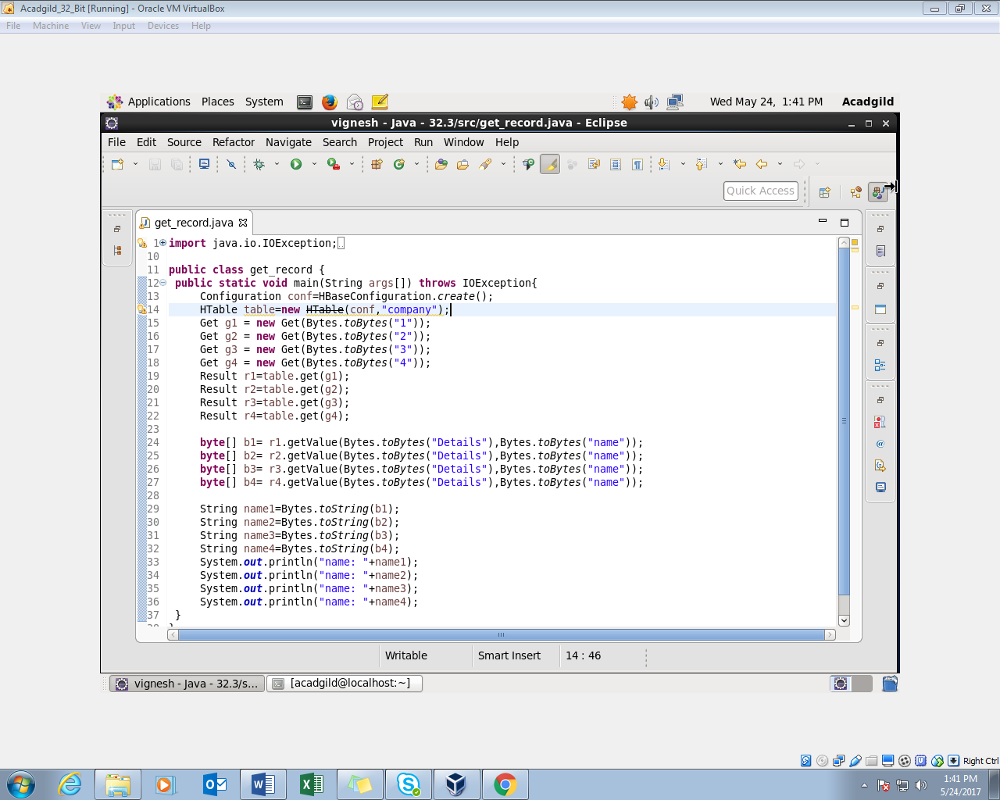 Acadgild_32_Bit [Running] - Oracle VM VirtualBox
File Machine View Input Devices Help
Applications Places System Wed May 24, 1:41 PM Acadgild
vignesh - Java - 32.3/src/get_record.java - Eclipse
File Edit Source Refactor Navigate Search Project Run Window Help
Quick Access
get_record.java
1 import java.io.IOException;
10
11 public class get_record {
12 public static void main(String args[]) throws IOException{
13 Configuration conf=HBaseConfiguration.create();
14 HTable table=new HTable(conf,"company");
15 Get g1 = new Get(Bytes.toBytes("1"));
16 Get g2 = new Get(Bytes.toBytes("2"));
17 Get g3 = new Get(Bytes.toBytes("3"));
18 Get g4 = new Get(Bytes.toBytes("4"));
19 Result r1=table.get(g1);
20 Result r2=table.get(g2);
21 Result r3=table.get(g3);
22 Result r4=table.get(g4);
23
24 byte[] b1= r1.getValue(Bytes.toBytes("Details"),Bytes.toBytes("name"));
25 byte[] b2= r2.getValue(Bytes.toBytes("Details"),Bytes.toBytes("name"));
26 byte[] b3= r3.getValue(Bytes.toBytes("Details"),Bytes.toBytes("name"));
27 byte[] b4= r4.getValue(Bytes.toBytes("Details"),Bytes.toBytes("name"));
28
29 String name1=Bytes.toString(b1);
30 String name2=Bytes.toString(b2);
31 String name3=Bytes.toString(b3);
32 String name4=Bytes.toString(b4);
33 System.out.println("name: "+name1);
34 System.out.println("name: "+name2);
35 System.out.println("name: "+name3);
36 System.out.println("name: "+name4);
37 }
Writable Smart Insert 14 : 46
vignesh - Java - 32.3/s... [acadgild@localhost:~]
Right Ctrl
1:41 PM
5/24/2017